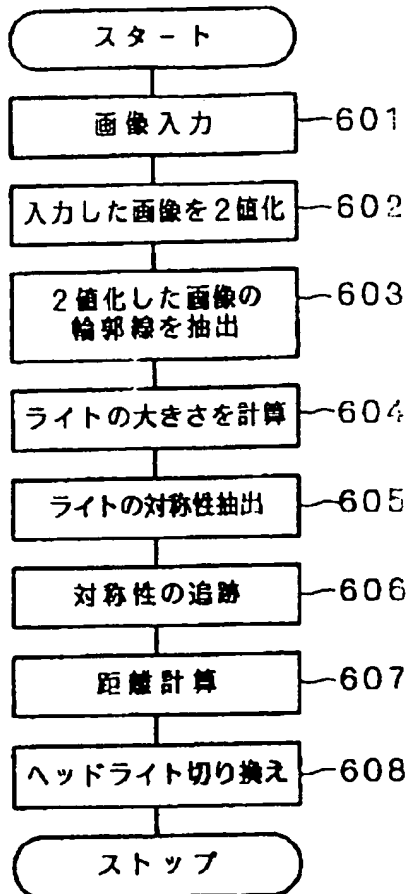 スタート
画像入力 601
入力した画像を2値化 602
2値化した画像の 603
輪郭線を抽出
ライトの大きさを計算 604
ライトの対称性抽出 605
対称性の追跡 606
距離計算 607
ヘッドライト切り換え 608
ストップ